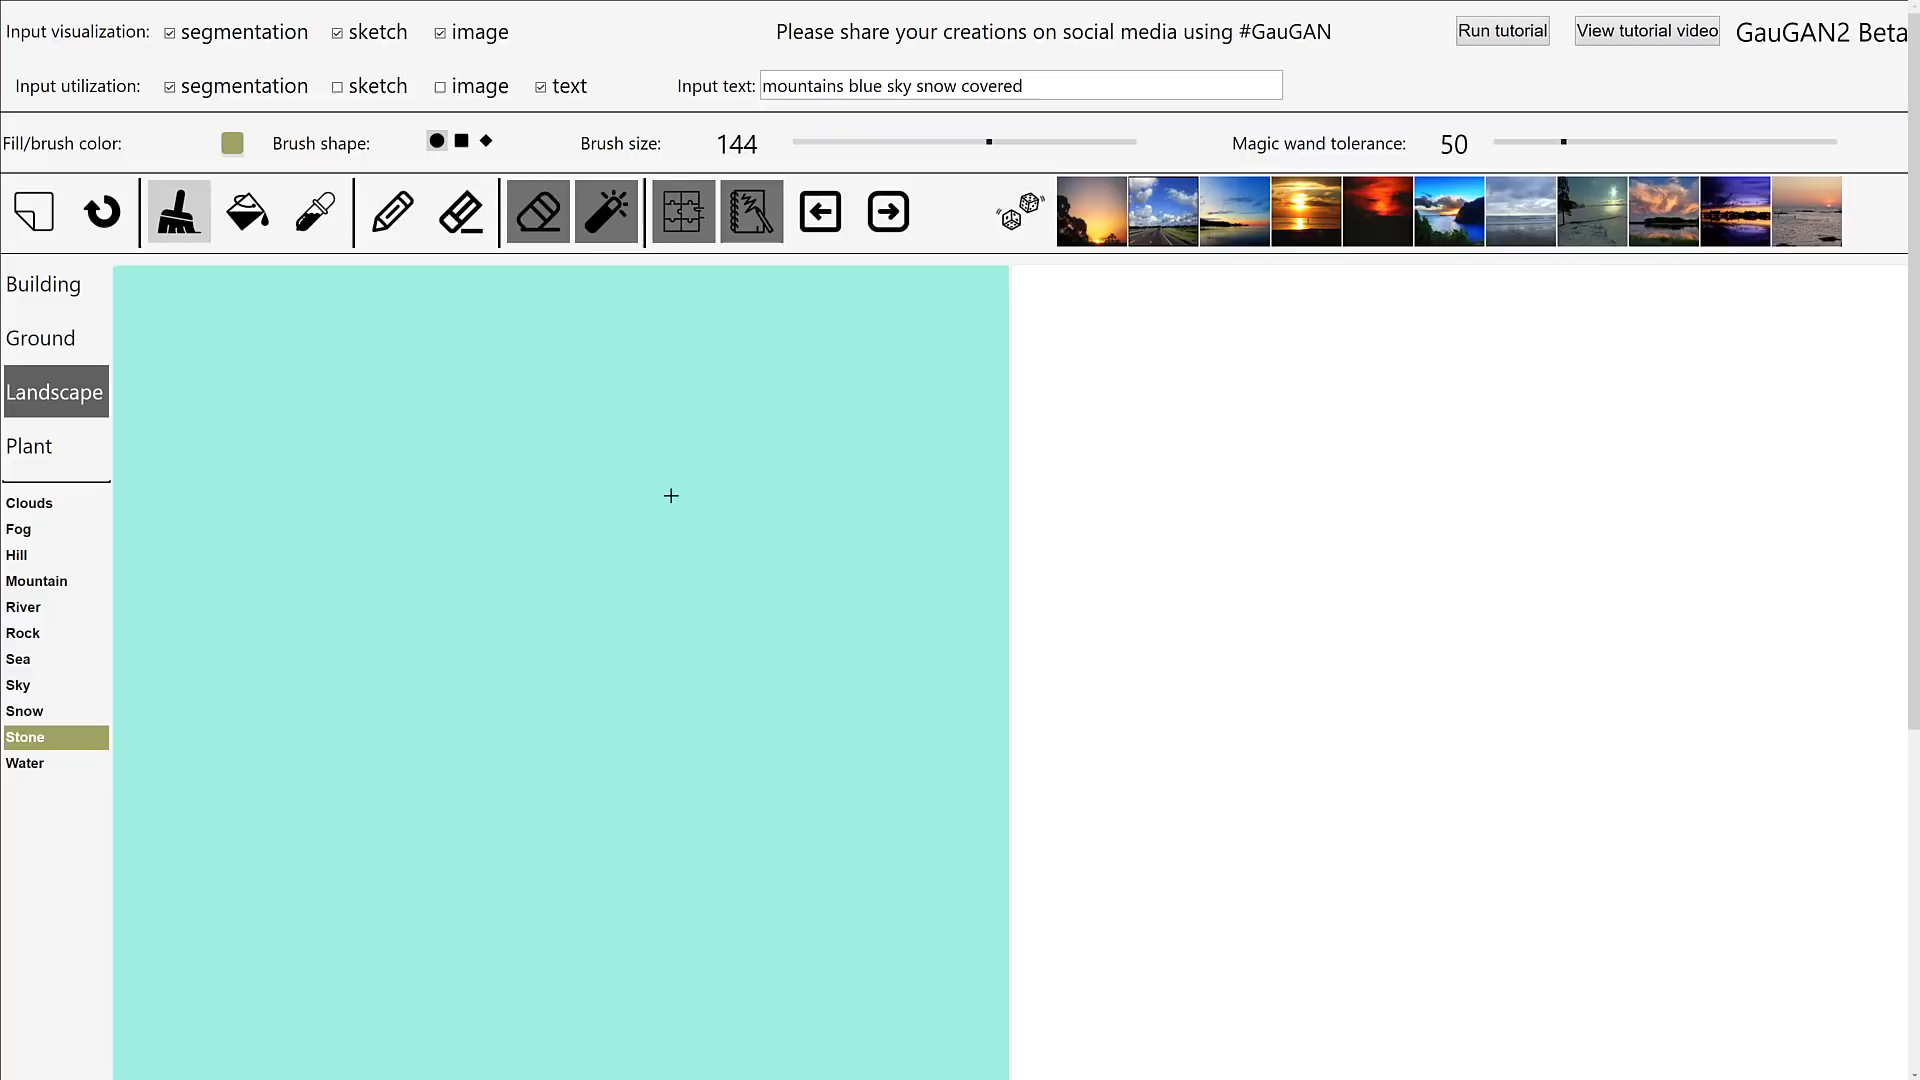 Input visualization: segmentation sketch image Please share your creations on social media using #GauGAN Run tutorial View tutorial video GauGAN2 Beta
Input utilization: segmentation sketch image text Input text: mountains blue sky snow covered
Fill/brush color: Brush shape: Brush size: 144 Magic wand tolerance: 50
Building
Ground
Landscape
Plant
Clouds
Fog
Hill
Mountain
River
Rock
Sea
Sky
Snow
Stone
Water